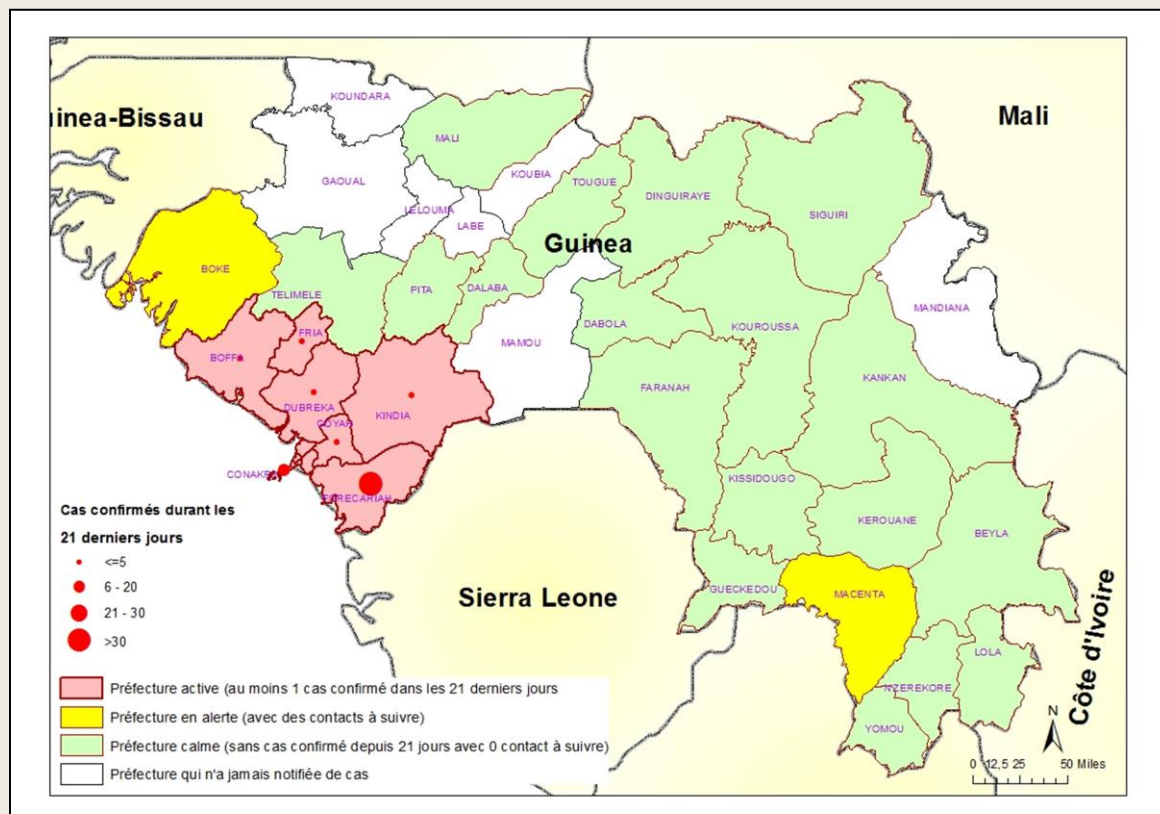 KOUNDARA
uinea-Bissau
Mali
MALI
KOUBIA
GAOUAL
TOUGUE
DINGUIRAYE
LELOUMA
SIGUIRI
LABE
Guinea
BOKE
TELIMELE
PITA
DALABA
MANDIANA
DABOLA
KOUROUSSA
FRIA
MAMOU
BOFFA
KANKAN
FARANAH
DUBREKA
KINDIA
COYAH
CONAKRY
KISSIDOUGO
FORECARIAH
KEROUANE
BEYLA
Cas confirmés durant les
21 derniers jours
<=5
6 - 20
21 - 30
>30
GUECKEDOU
MACENTA
Sierra Leone
Côte d'Ivoire
LOLA
N'ZEREKORE
YOMOU
N
Préfecture active (au moins 1 cas confirmé dans les 21 derniers jours
Préfecture en alerte (avec des contacts à suivre)
Préfecture calme (sans cas confirmé depuis 21 jours avec 0 contact à suivre)
Préfecture qui n'a jamais notifiée de cas
0 12,5 25 50 Miles